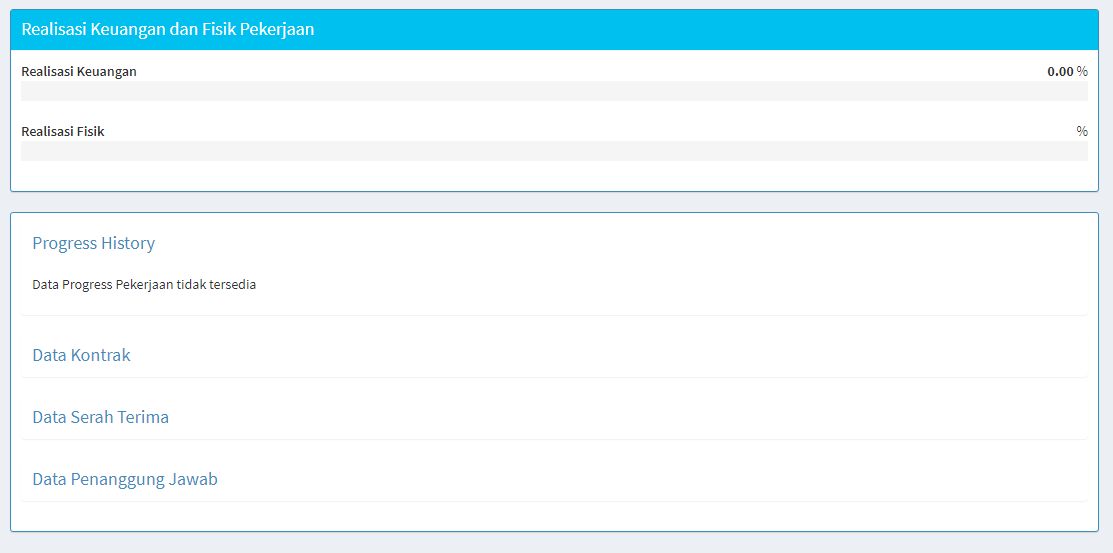 Realisasi Keuangan dan Fisik Pekerjaan
Realisasi Keuangan 0.00 %
Realisasi Fisik %
Progress History
Data Progress Pekerjaan tidak tersedia
Data Kontrak
Data Serah Terima
Data Penanggung Jawab